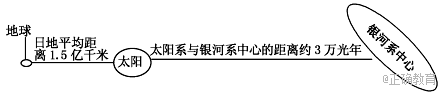 地球
日地平均距
离1.5亿千米
太阳
太阳系与银河系中心的距离约3万光年
银河系中心
@正确教育